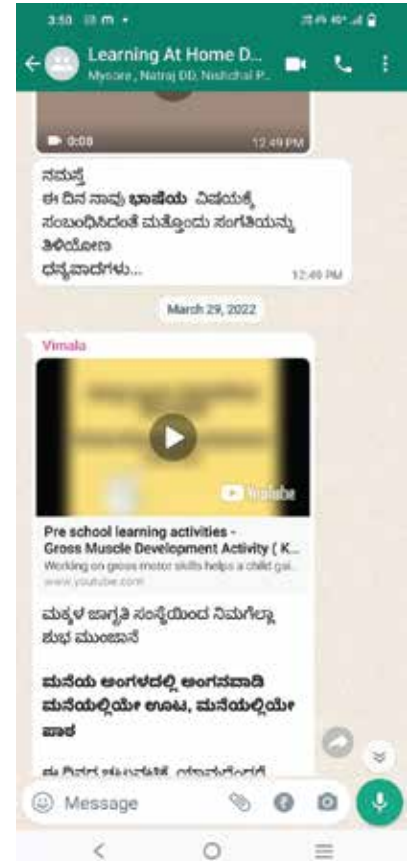 3:50
Learning At Home D...
Mysore, Natraj DD, Nishchal P..
0:08
12:49 PM
ನಮಸ್ತೆ
ಈ ದಿನ ನಾವು ಭಾಷೆಯ ವಿಷಯಕ್ಕೆ
ಸಂಬಂಧಿಸಿದಂತೆ ಮತ್ತೊಂದು ಸಂಗತಿಯನ್ನು
ತಿಳಿಯೋಣ
ಧನ್ಯವಾದಗಳು...
12:49 PM
March 29, 2022
Vimala
YouTube
Pre school learning activities -
Gross Muscle Development Activity ( K...
Working on gross motor skills helps a child gai..
www.youtube.com
ಮಕ್ಕಳ ಜಾಗೃತಿ ಸಂಸ್ಥೆಯಿಂದ ನಿಮಗೆಲ್ಲಾ
ಶುಭ ಮುಂಜಾನೆ
ಮನೆಯ ಅಂಗಳದಲ್ಲಿ ಅಂಗನವಾಡಿ
ಮನೆಯಲ್ಲಿಯೇ ಊಟ, ಮನೆಯಲ್ಲಿಯೇ
ಪಾಠ
ಈ ದಿನದ
Message